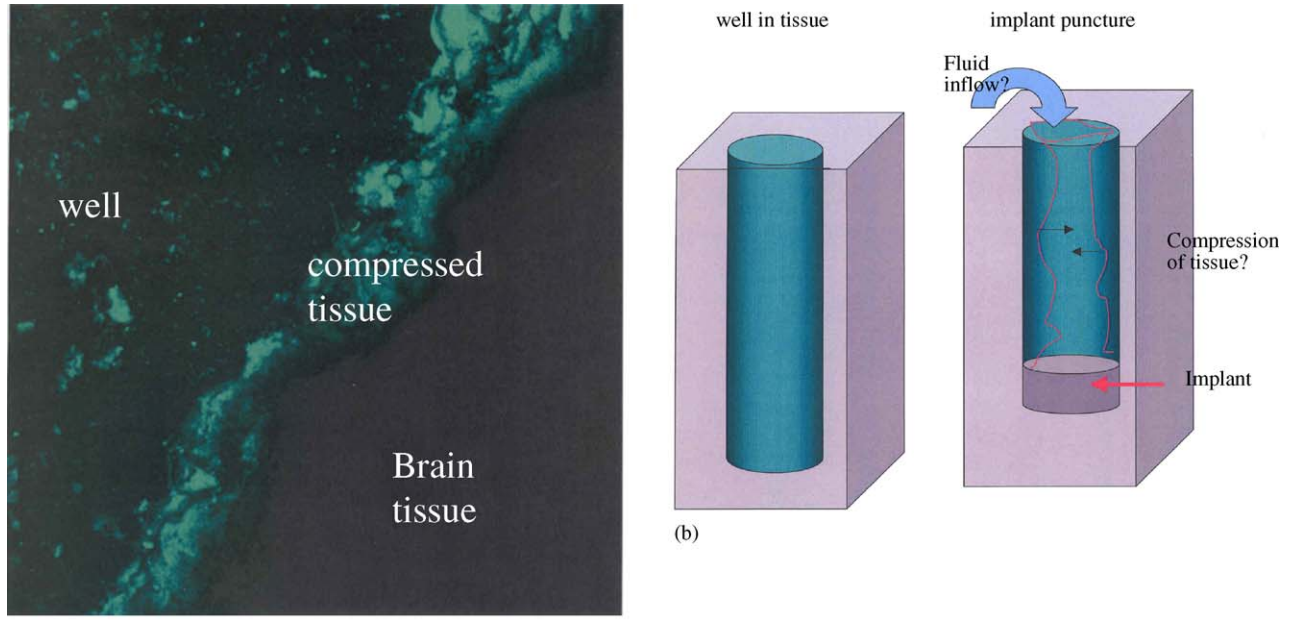 well
compressed
tissue
Brain
tissue
well in tissue
implant puncture
Fluid
inflow?
Compression
of tissue?
Implant
(b)